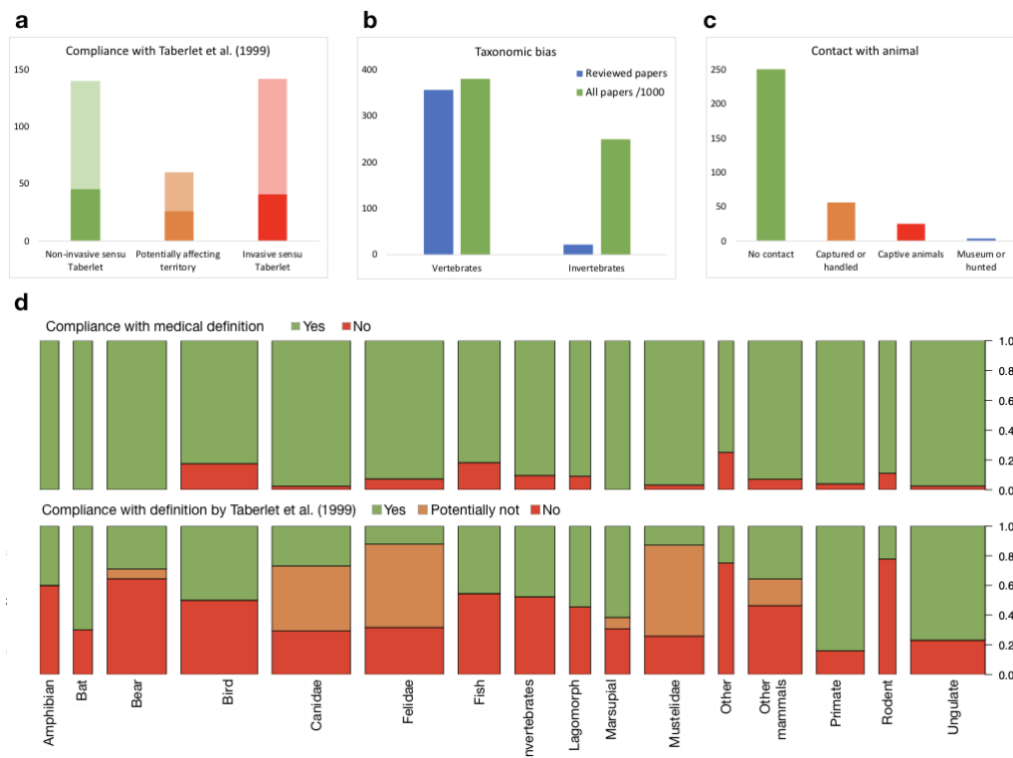 a
Compliance with Taberlet et al. (1999)
150
100
50
0
Non-invasive sensu
Taberlet
Potentially affecting
territory
Invasive sensu
Taberlet
b
Taxonomic bias
Reviewed papers
All papers /1000
400
300
200
100
0
Vertebrates
Invertebrates
c
Contact with animal
250
200
150
100
50
0
No contact
Captured or
handled
Captive animals
Museum or
hunted
d
Compliance with medical definition
Yes
No
1.0
0.8
0.6
0.4
0.2
0.0
Compliance with definition by Taberlet et al. (1999)
Yes
Potentially not
No
1.0
0.8
0.6
0.4
0.2
0.0
Amphibian
Bat
Bear
Bird
Canidae
Felidae
Fish
nvertebrates
Lagomorph
Marsupial
Mustelidae
Other
Other
mammals
Primate
Rodent
Ungulate